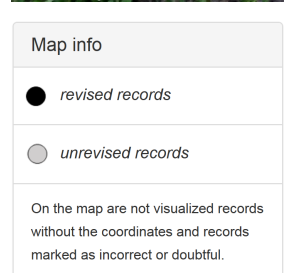 Map info
revised records
unrevised records
On the map are not visualized records
without the coordinates and records
marked as incorrect or doubtful.